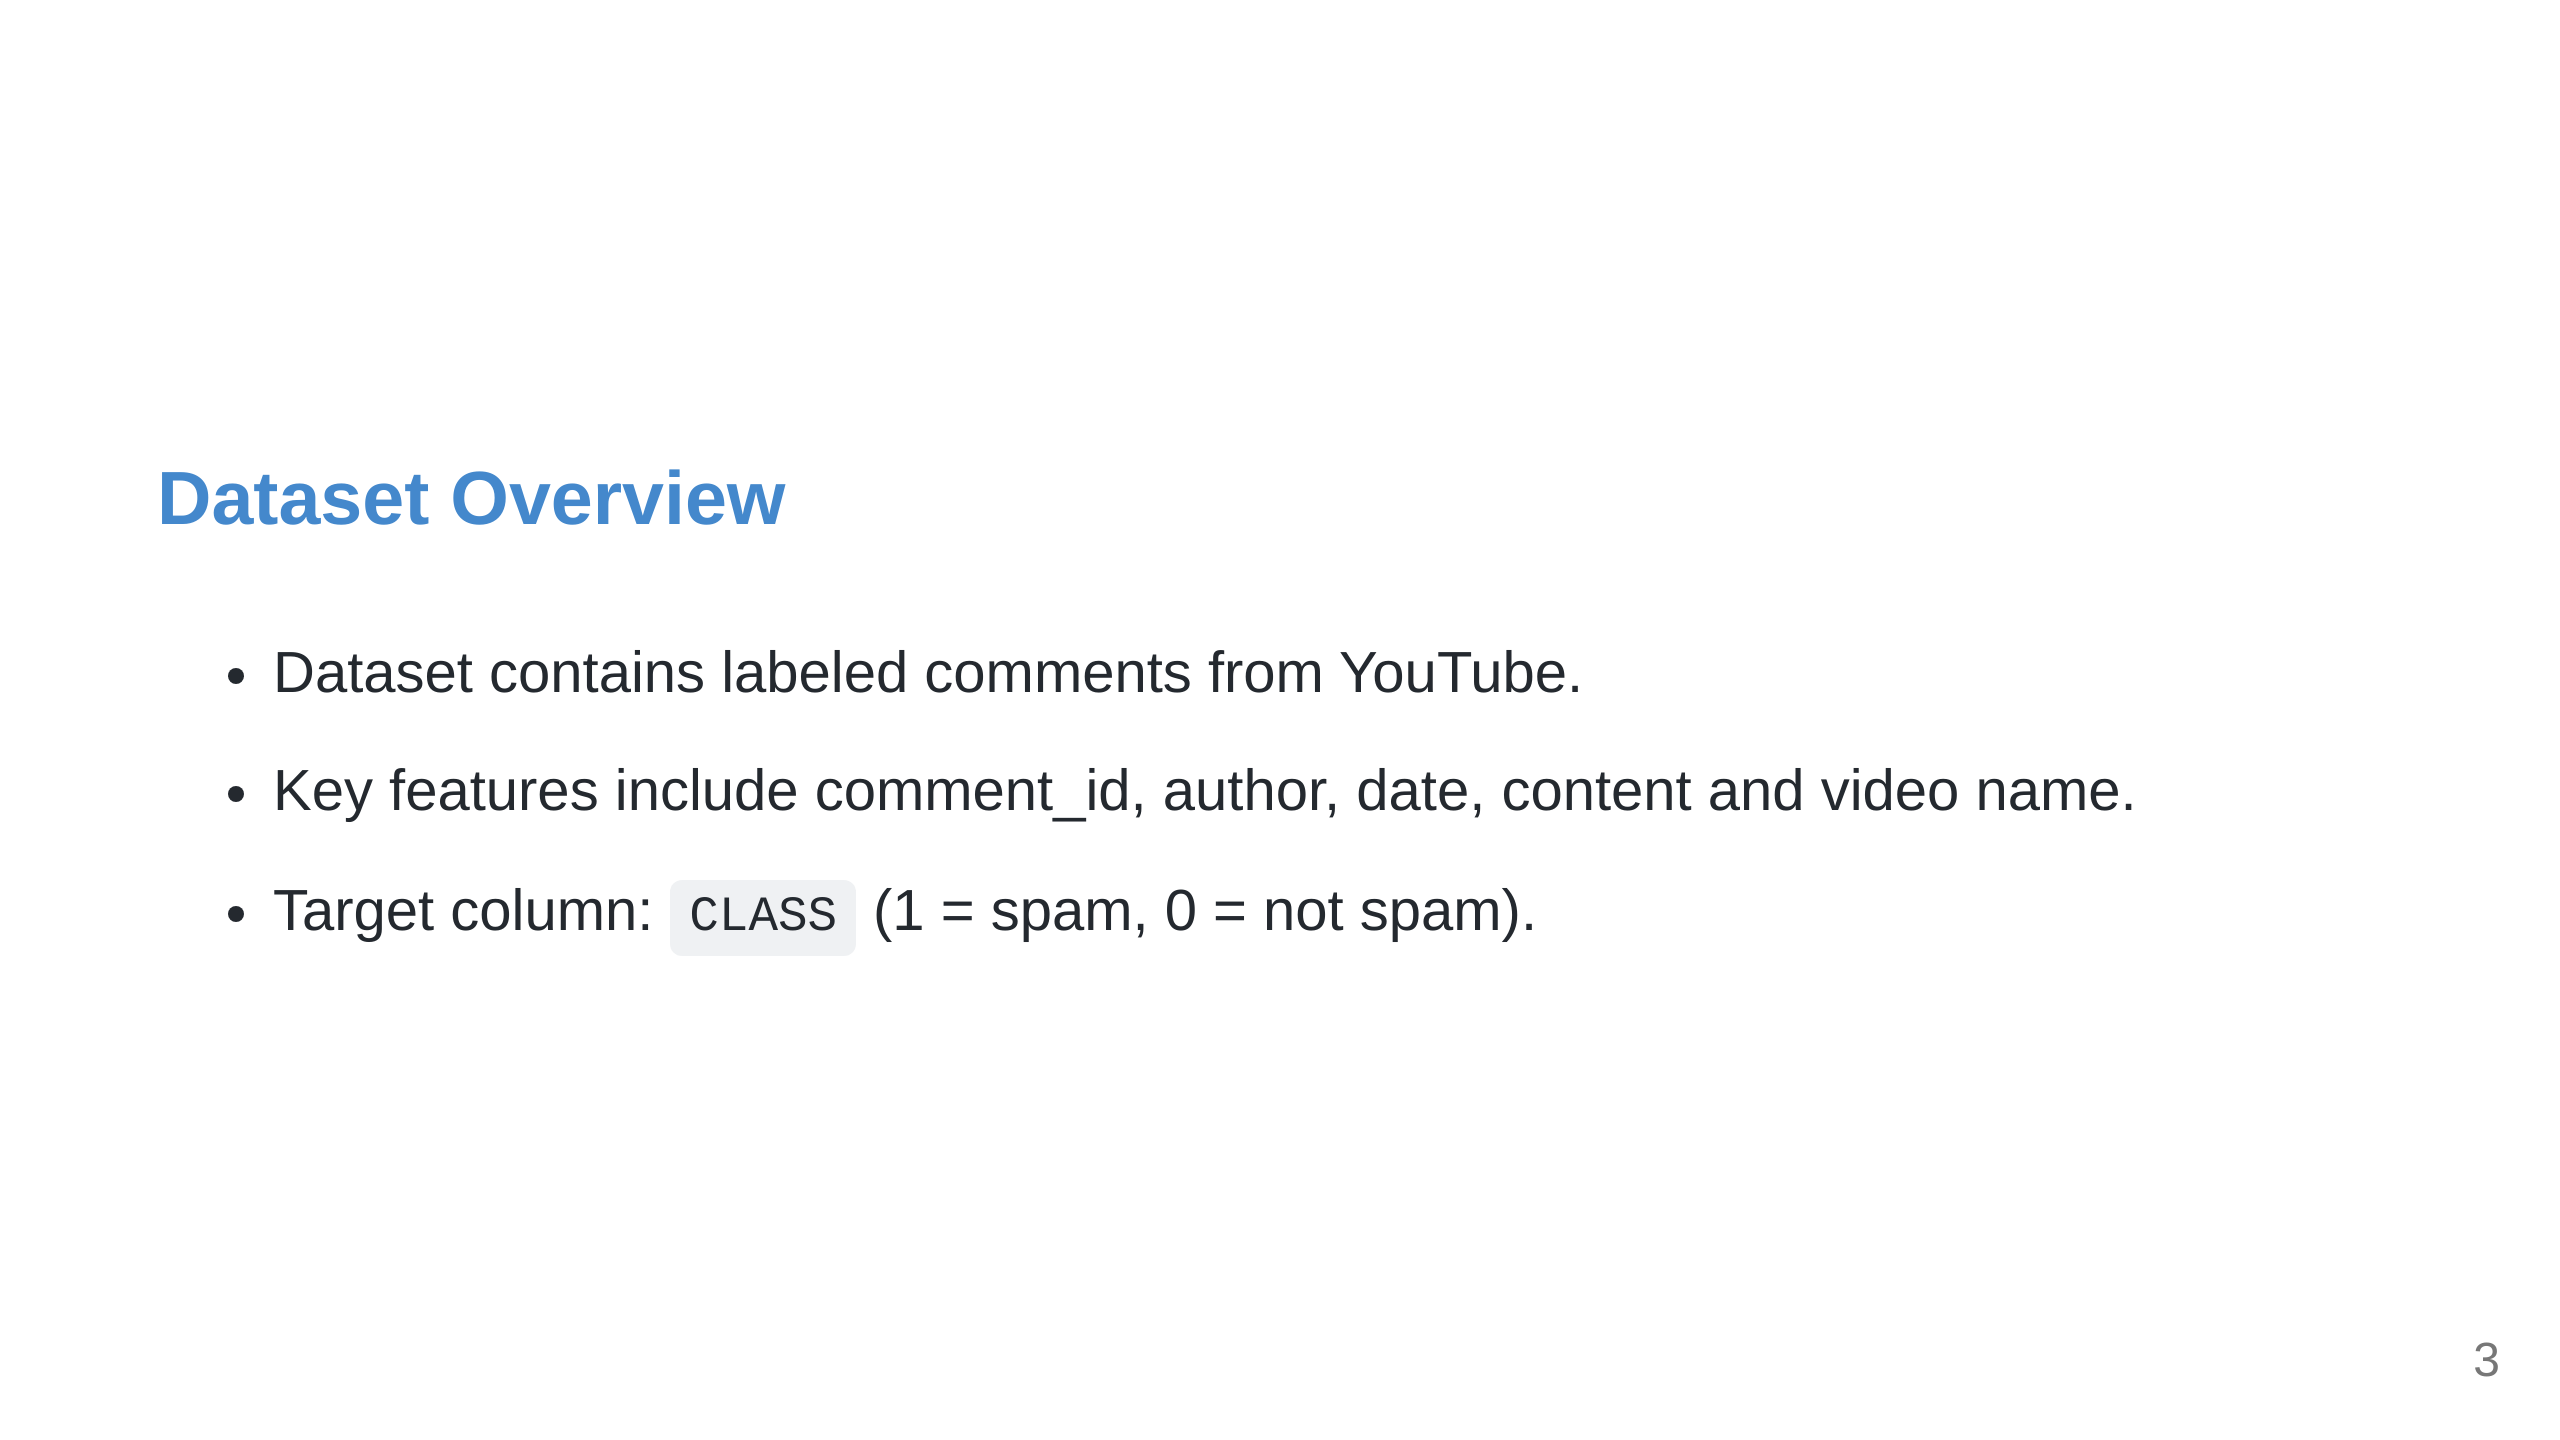 Dataset Overview
• Dataset contains labeled comments from YouTube.
• Key features include comment_id, author, date, content and video name.
• Target column: CLASS (1 = spam, 0 = not spam).
3